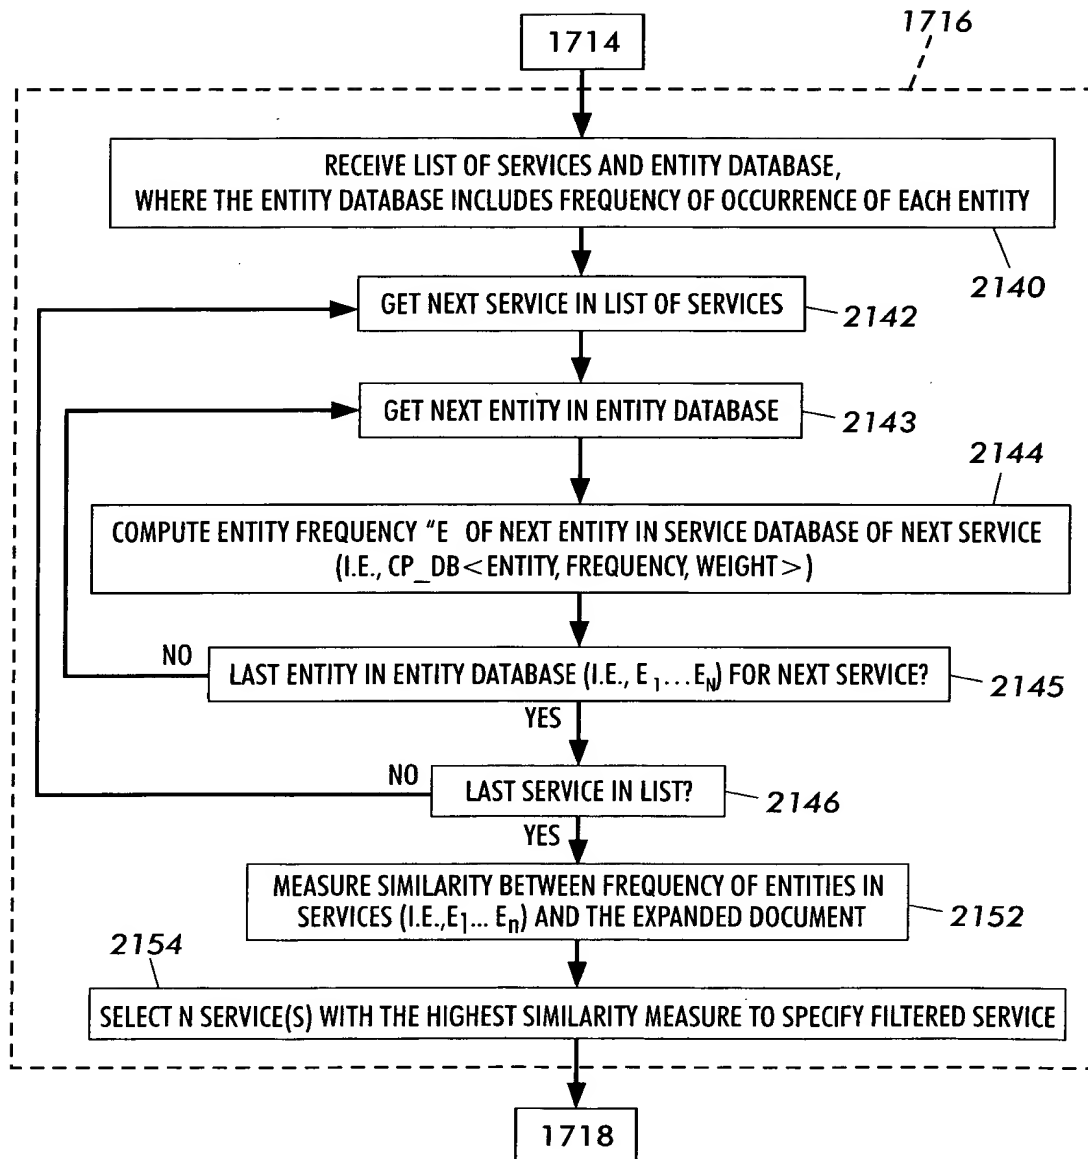 1714
1716
RECEIVE LIST OF SERVICES AND ENTITY DATABASE,
WHERE THE ENTITY DATABASE INCLUDES FREQUENCY OF OCCURRENCE OF EACH ENTITY
2140
GET NEXT SERVICE IN LIST OF SERVICES
2142
GET NEXT ENTITY IN ENTITY DATABASE
2143
2144
COMPUTE ENTITY FREQUENCY "E OF NEXT ENTITY IN SERVICE DATABASE OF NEXT SERVICE
(I.E., CP_DB<ENTITY, FREQUENCY, WEIGHT>)
NO
LAST ENTITY IN ENTITY DATABASE (I.E., E1...EN) FOR NEXT SERVICE?
2145
YES
NO
LAST SERVICE IN LIST?
2146
YES
MEASURE SIMILARITY BETWEEN FREQUENCY OF ENTITIES IN
SERVICES (I.E.,E1... En) AND THE EXPANDED DOCUMENT
2152
2154
SELECT N SERVICE(S) WITH THE HIGHEST SIMILARITY MEASURE TO SPECIFY FILTERED SERVICE
1718